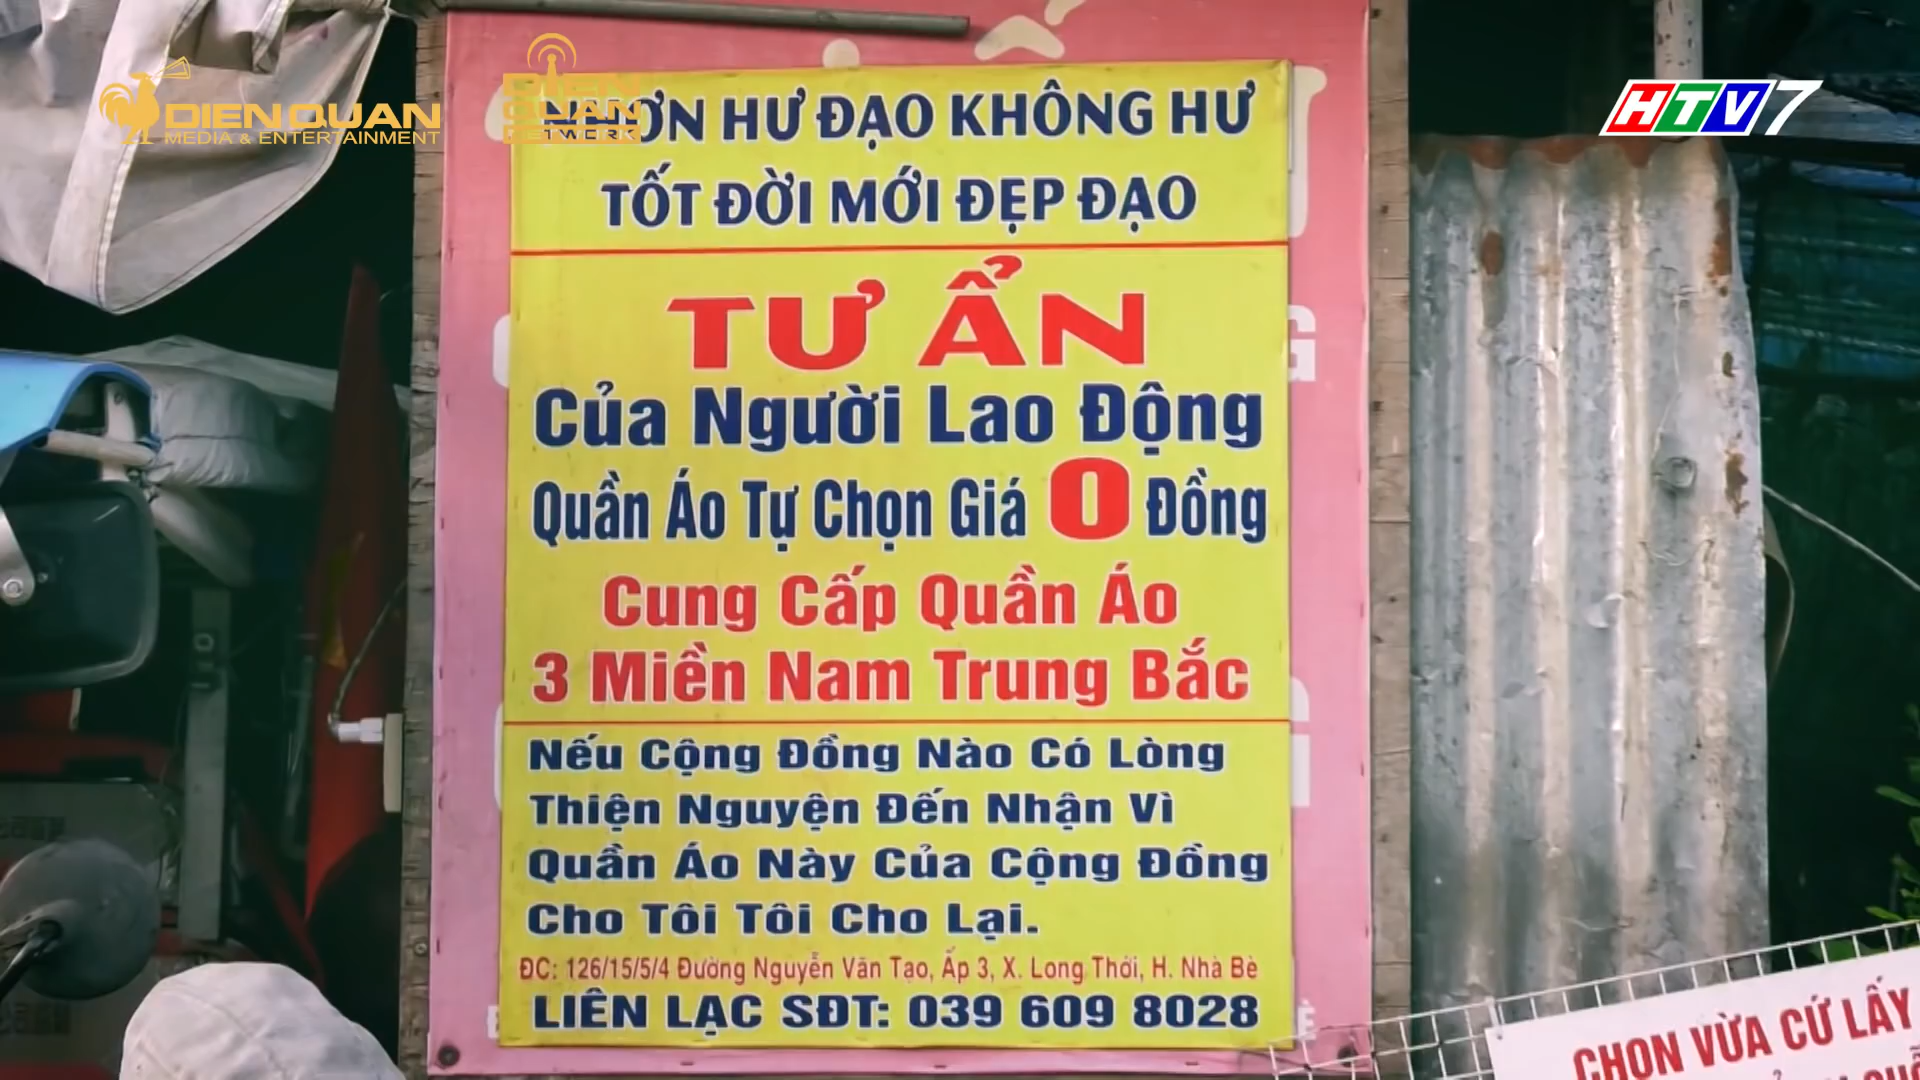 DIEN QUAN
MEDIA & ENTERTAINMENT
DIEN
QUAN
NETWORK
HTV7
HƯ ĐẠO KHÔNG HƯ
TỐT ĐỜI MỚI ĐẸP ĐẠO
TƯ ẨN
Của Người Lao Động
Quần Áo Tự Chọn Giá 0 Đồng
Cung Cấp Quần Áo
3 Miền Nam Trung Bắc
Nếu Cộng Đồng Nào Có Lòng
Thiện Nguyện Đến Nhận Vì
Quần Áo Này Của Cộng Đồng
Cho Tôi Tôi Cho Lại.
ĐC: 126/15/5/4 Đường Nguyễn Văn Tạo, Ấp 3, X. Long Thới, H. Nhà Bè
LIÊN LẠC SĐT: 039 609 8028
CHỌN VỪA CỨ LẤY